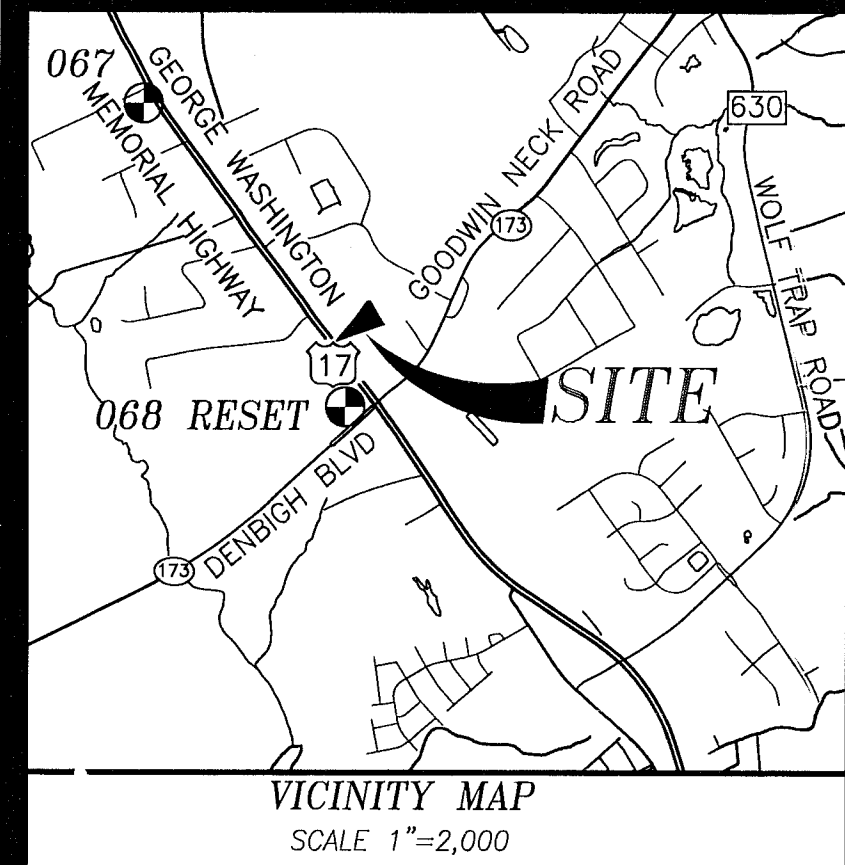 067
GEORGE WASHINGTON
MEMORIAL HIGHWAY
GOODWIN NECK ROAD
630
173
WOLF TRAP ROAD
17
SITE
068 RESET
DENBIGH BLVD
173
VICINITY MAP
SCALE 1"=2,000